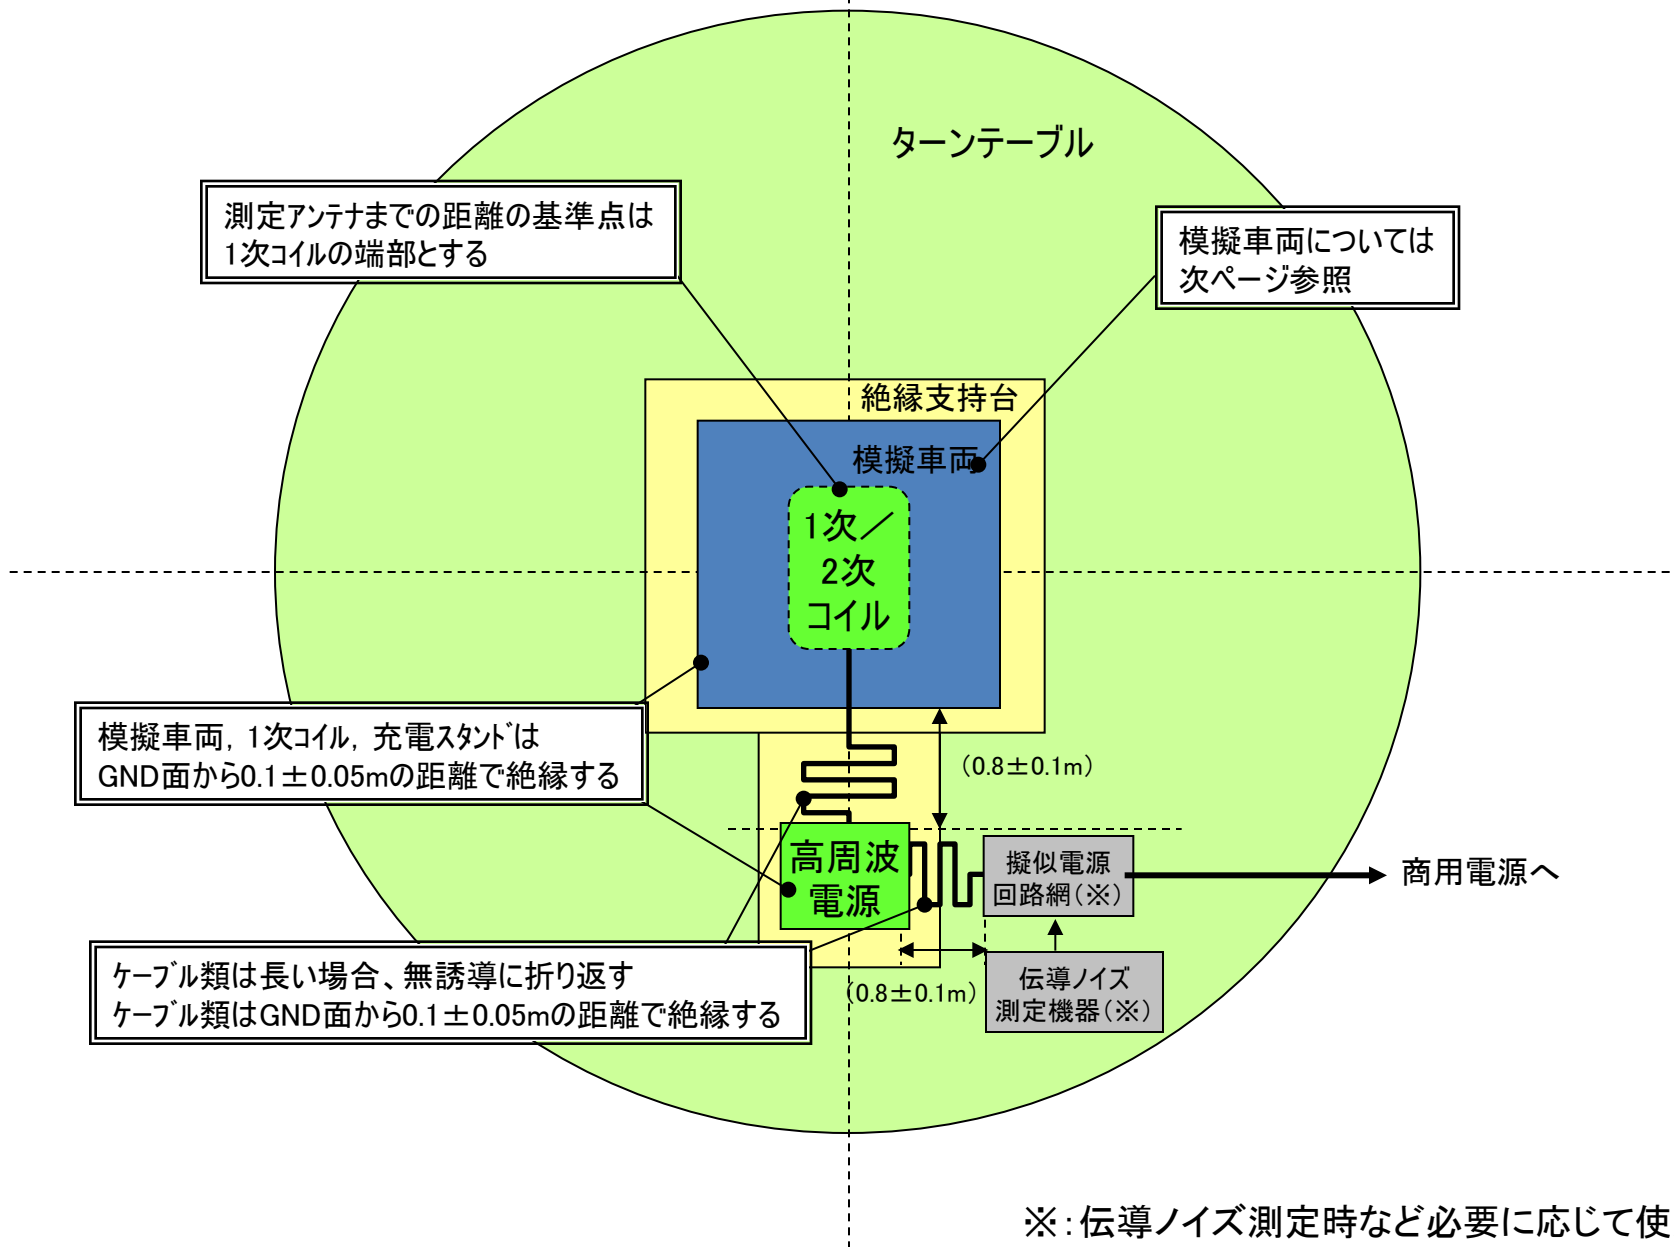 ターンテーブル
測定アンテナまでの距離の基準点は
1次コイルの端部とする
模擬車両については
次ページ参照
絶縁支持台
模擬車両
1次／
2次
コイル
模擬車両, 1次コイル, 充電スタンドは
GND面から0.1±0.05mの距離で絶縁する
（0.8±0.1m）
高周波
電源
擬似電源
回路網（※）
商用電源へ
ケーブル類は長い場合、無誘導に折り返す
ケーブル類はGND面から0.1±0.05mの距離で絶縁する
（0.8±0.1m）
伝導ノイズ
測定機器（※）
※：伝導ノイズ測定時など必要に応じて使